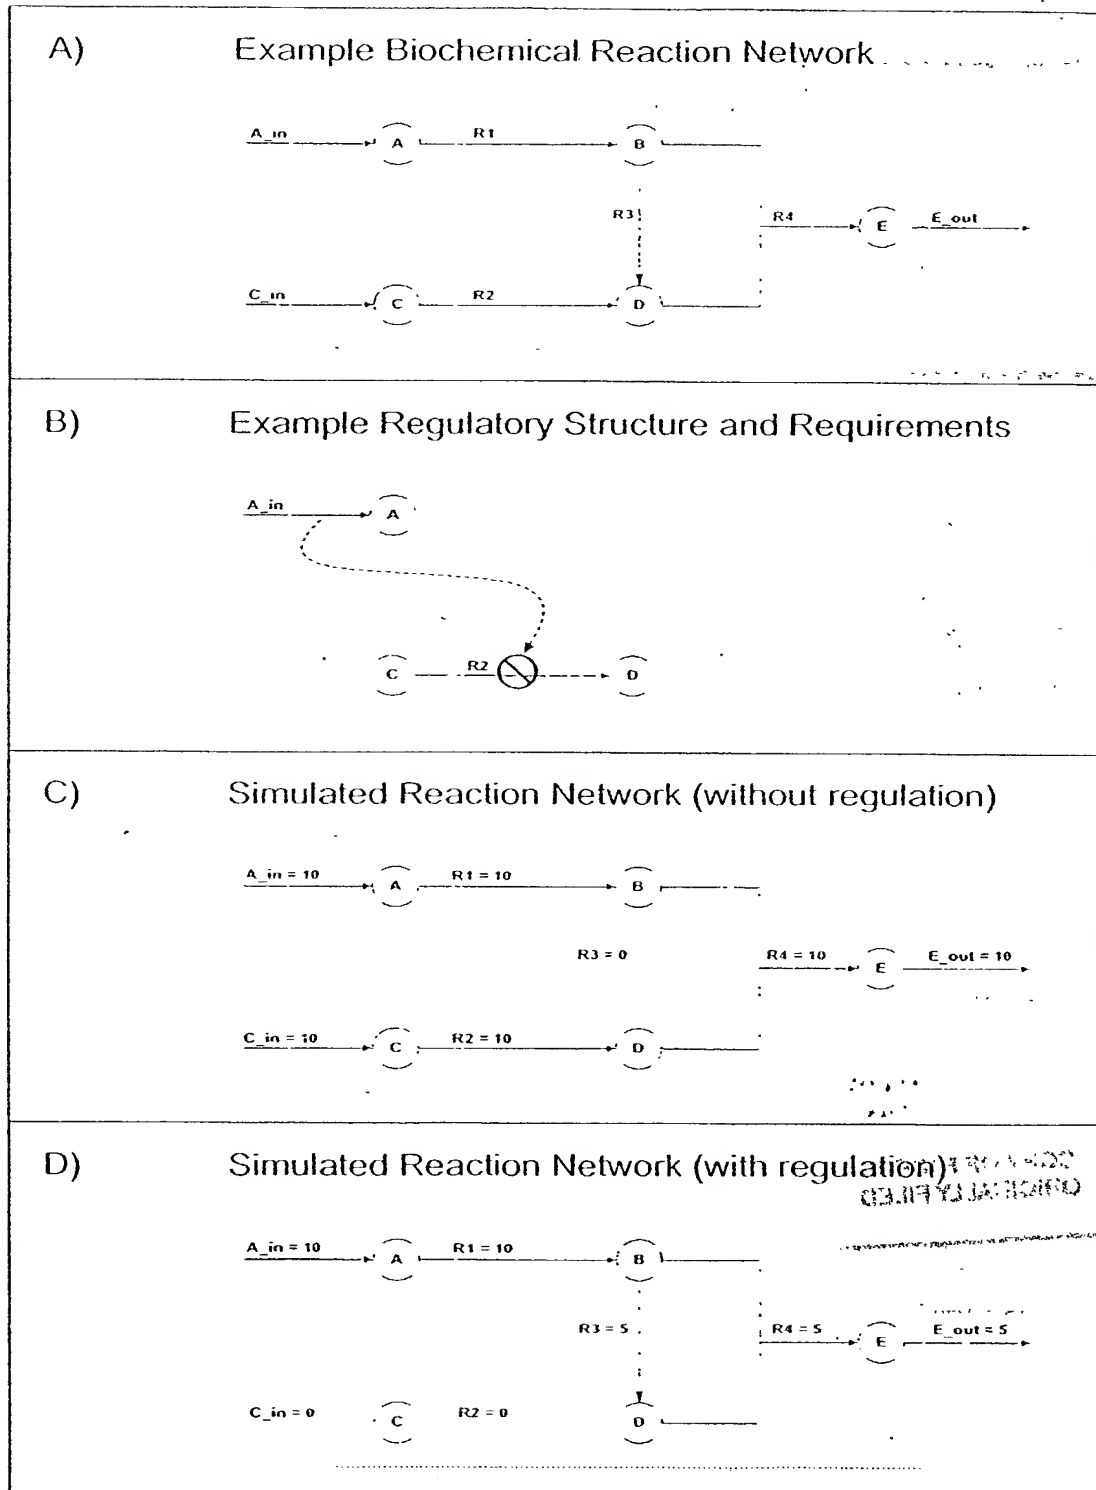 A) Example Biochemical Reaction Network
A_in A R1 B
R3 R4 E E_out
C_in C R2 D
B) Example Regulatory Structure and Requirements
A_in A
C R2 D
C) Simulated Reaction Network (without regulation)
A_in = 10 A R1 = 10 B
R3 = 0 R4 = 10 E E_out = 10
C_in = 10 C R2 = 10 D
D) Simulated Reaction Network (with regulation)
A_in = 10 A R1 = 10 B
R3 = 5 R4 = 5 E E_out = 5
C_in = 0 C R2 = 0 D